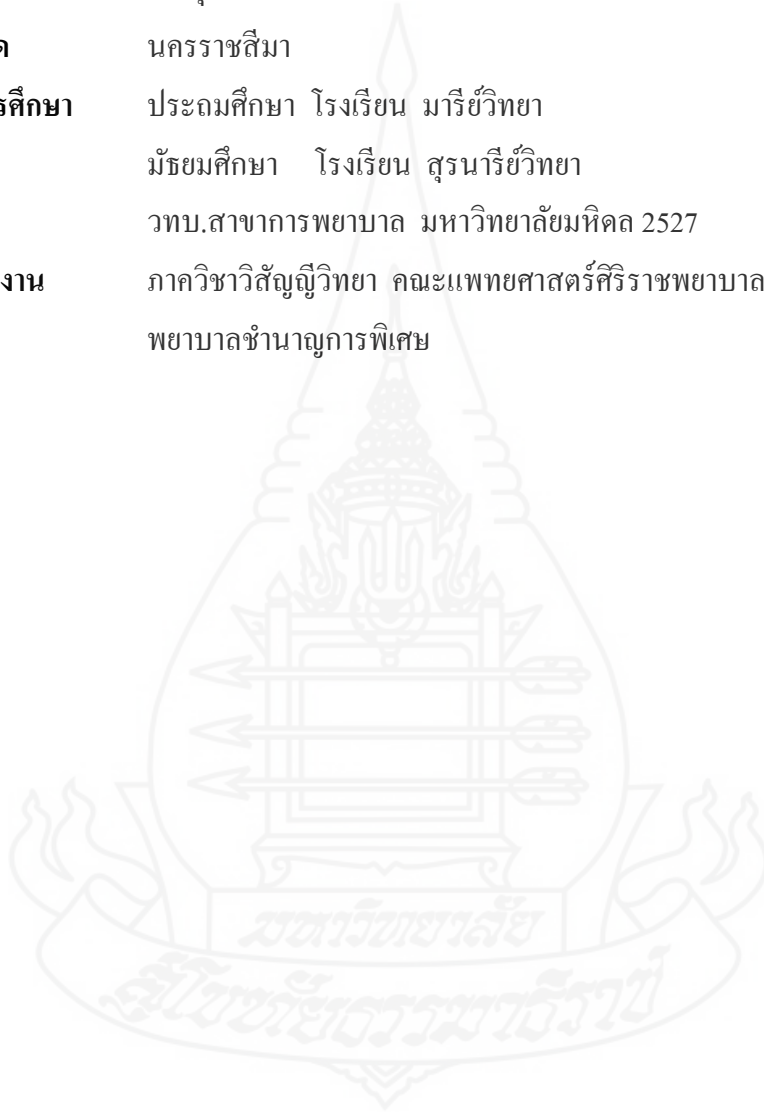 ด นครราชสีมา
รศึกษา ประถมศึกษา โรงเรียน มารีย์วิทยา
มัธยมศึกษา โรงเรียน สุรนารีย์วิทยา
วทบ.สาขาการพยาบาล มหาวิทยาลัยมหิดล 2527
งาน ภาควิชาวิสัญญีวิทยา คณะแพทยศาสตร์ศิริราชพยาบาล
พยาบาลชำนาญการพิเศษ
มหาวิทยาลัย
สุโขทัยธรรมาธิราช